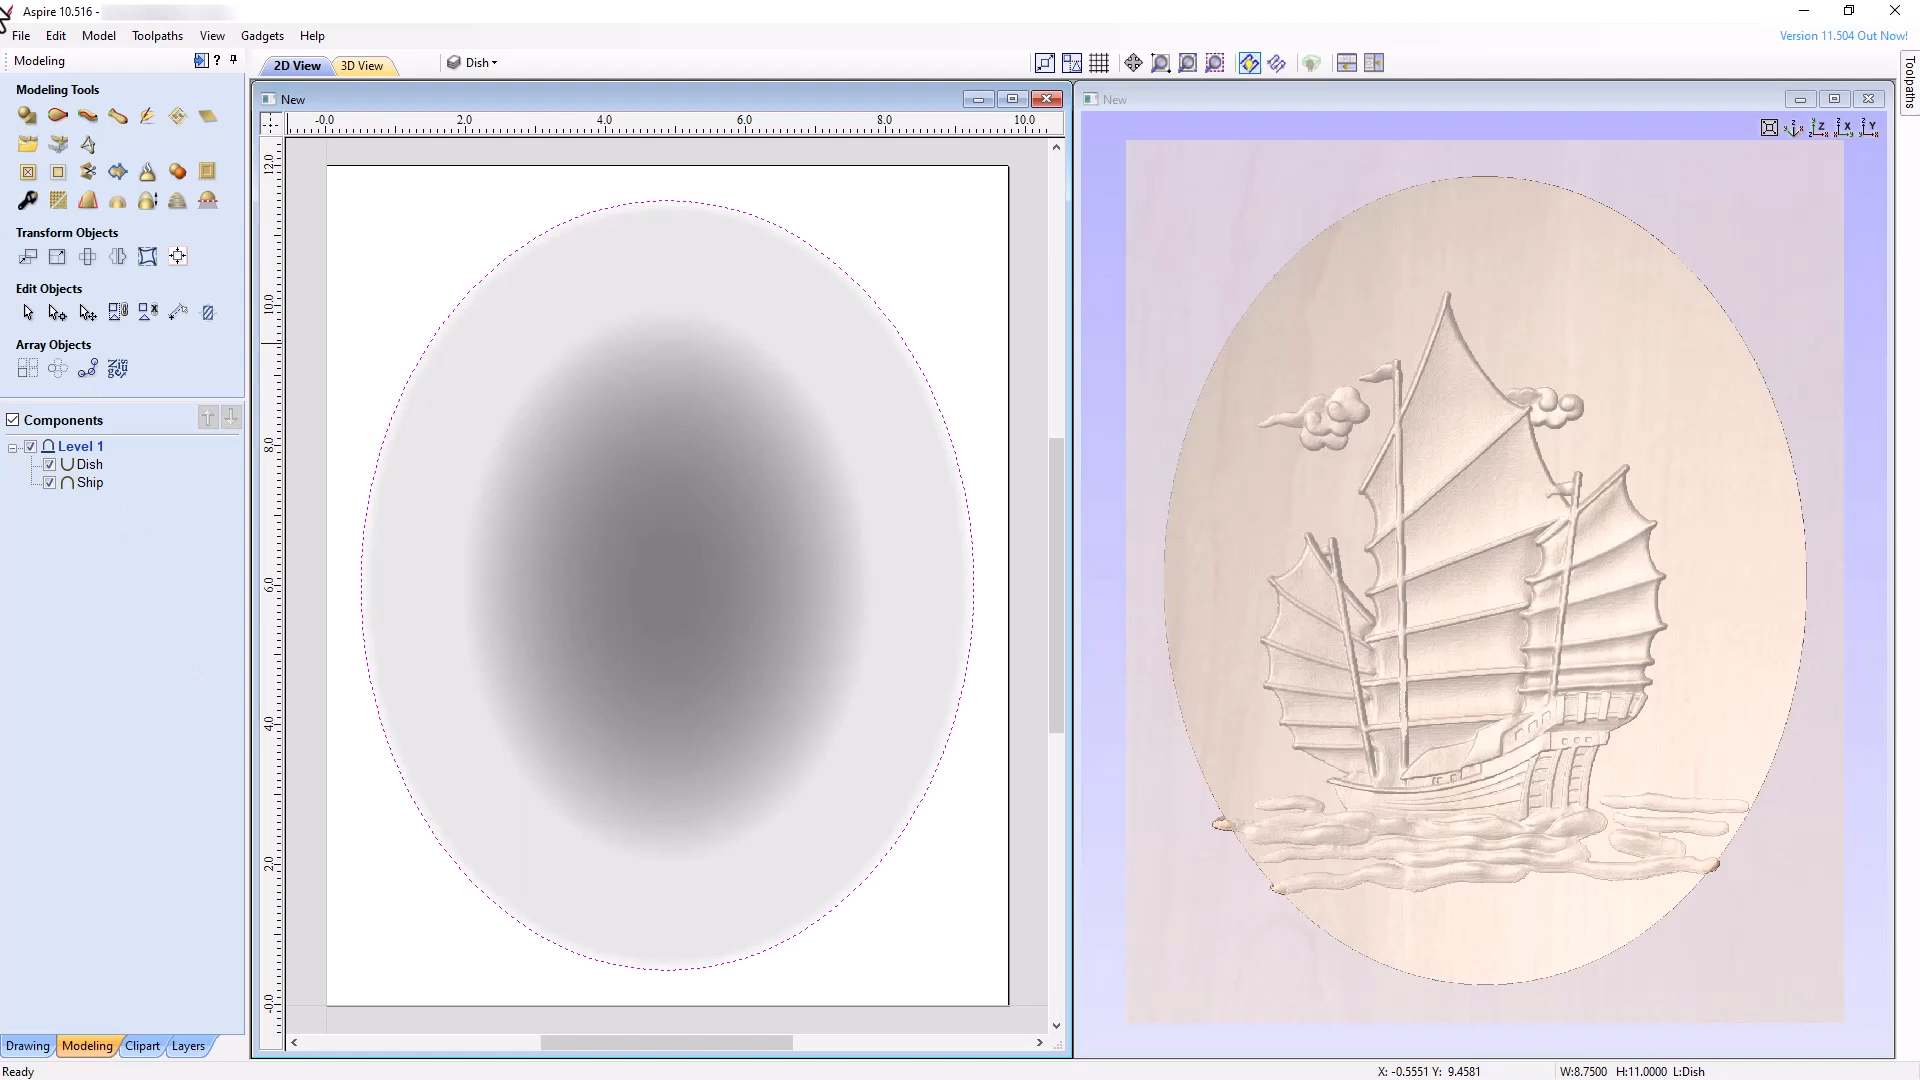 Aspire 10.516 -
File Edit Model Toolpaths View Gadgets Help
Version 11.504 Out Now!
Modeling ?
2D View 3D View Dish
Toolpaths
Modeling Tools
New
New
-0.0 2.0 4.0 6.0 8.0 10.0
12.0
10.0
8.0
6.0
4.0
2.0
-0.0
Transform Objects
Edit Objects
Array Objects
Components
Level 1
Dish
Ship
Drawing Modeling Clipart Layers
Ready
X: -0.5551 Y: 9.4581
W:8.7500 H:11.0000 L:Dish